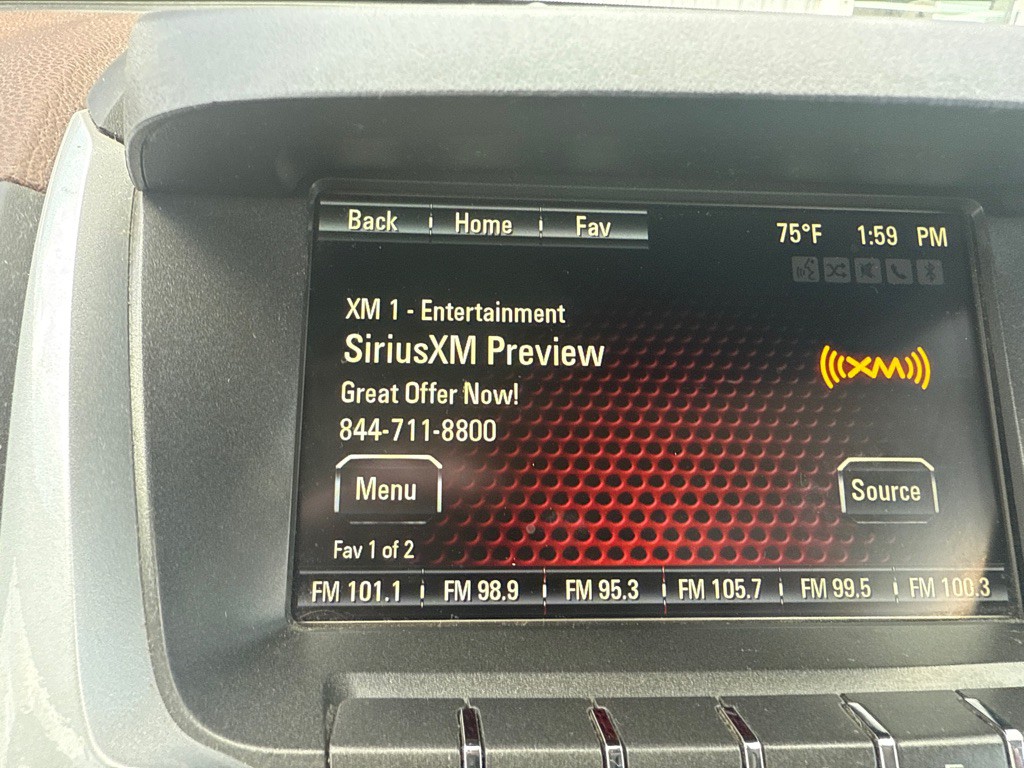 Back Home Fav
75°F 1:59 PM
XM 1 - Entertainment
SiriusXM Preview
XM
Great Offer Now!
844-711-8800
Menu
Source
Fav 1 of 2
FM 101.1 FM 98.9 FM 95.3 FM 105.7 FM 99.5 FM 100.3